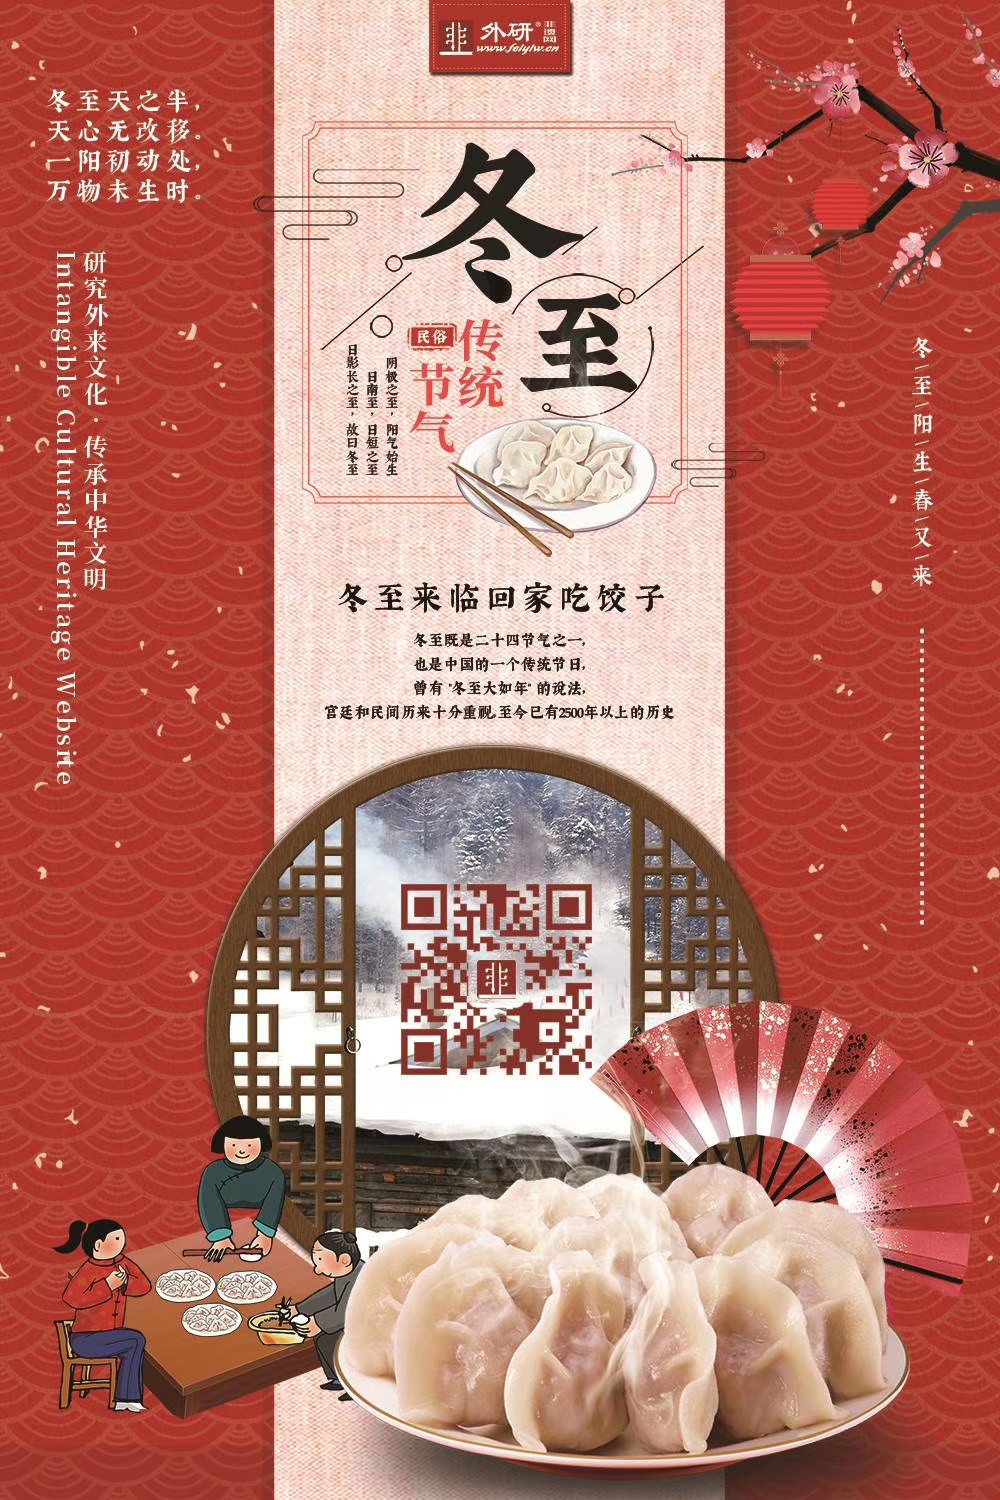 非 外研® 非遗网
www.feiyiw.cn
冬至天之半，
天心无改移。
一阳初动处，
万物未生时。
研究外来文化·传承中华文明
Intangible Cultural Heritage Website
冬至
民俗
传统
节气
阴极之至，阳气始生
日南至，日短之至
日影长之至，故曰冬至
冬/至/阳/生/春/又/来
冬至来临回家吃饺子
冬至既是二十四节气之一，
也是中国的一个传统节日，
曾有“冬至大如年”的说法，
宫廷和民间历来十分重视,至今已有2500年以上的历史
非